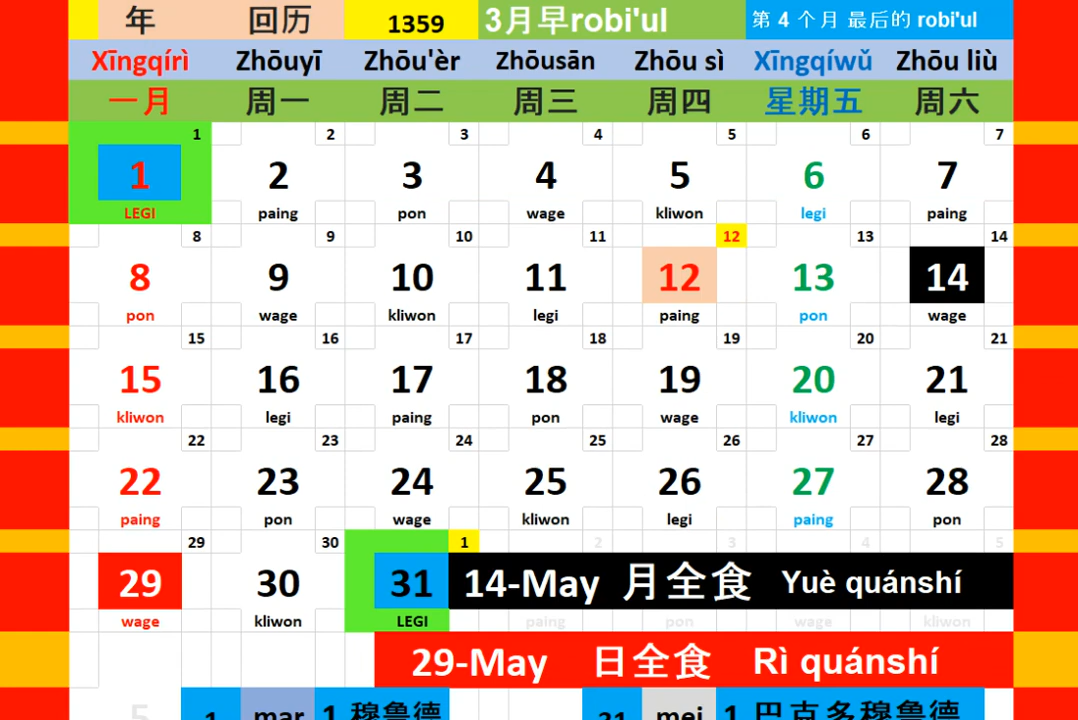 年 回历 1359 3月早robi'ul 第 4 个月 最后的 robi'ul
Xīngqírì Zhōuyī Zhōu'èr Zhōusān Zhōu sì Xīngqíwǔ Zhōu liù
一月 周一 周二 周三 周四 星期五 周六
1 2 3 4 5 6 7
1 2 3 4 5 6 7
LEGI paing pon wage kliwon legi paing
8 9 10 11 12 13 14
8 9 10 11 12 13 14
pon wage kliwon legi paing pon wage
15 16 17 18 19 20 21
15 16 17 18 19 20 21
kliwon legi paing pon wage kliwon legi
22 23 24 25 26 27 28
22 23 24 25 26 27 28
paing pon wage kliwon legi paing pon
29 30 1 2 3 4 5
29 30 31 14-May 月全食 Yuè quánshí
wage kliwon LEGI paing pon wage kliwon
29-May 日全食 Rì quánshí
5 1 mar 1 穆鲁德 31 mei 1 巴克多穆鲁德